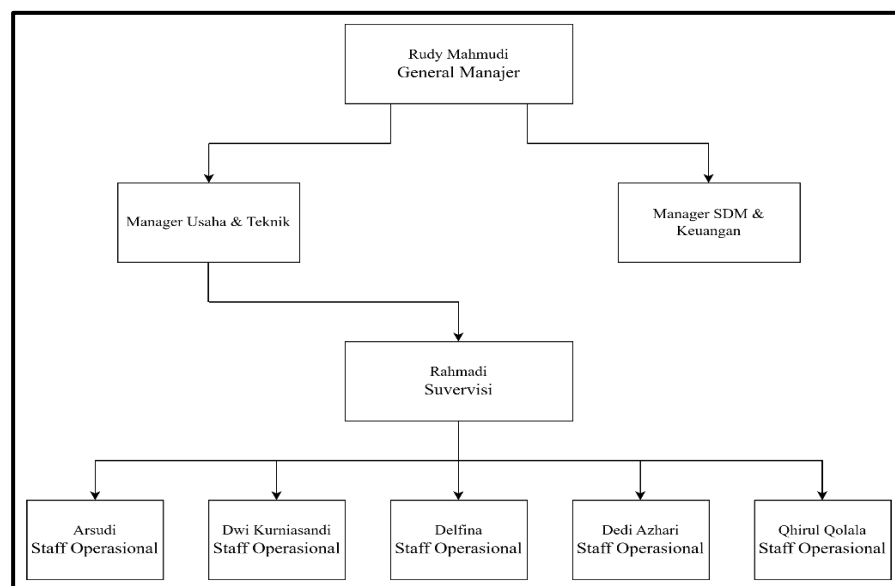 Rudy Mahmudi
General Manajer
Manager Usaha & Teknik
Manager SDM &
Keuangan
Rahmadi
Suvervisi
Arsudi
Staff Operasional
Dwi Kurniasandi
Staff Operasional
Delfina
Staff Operasional
Dedi Azhari
Staff Operasional
Qhirul Qolala
Staff Operasional